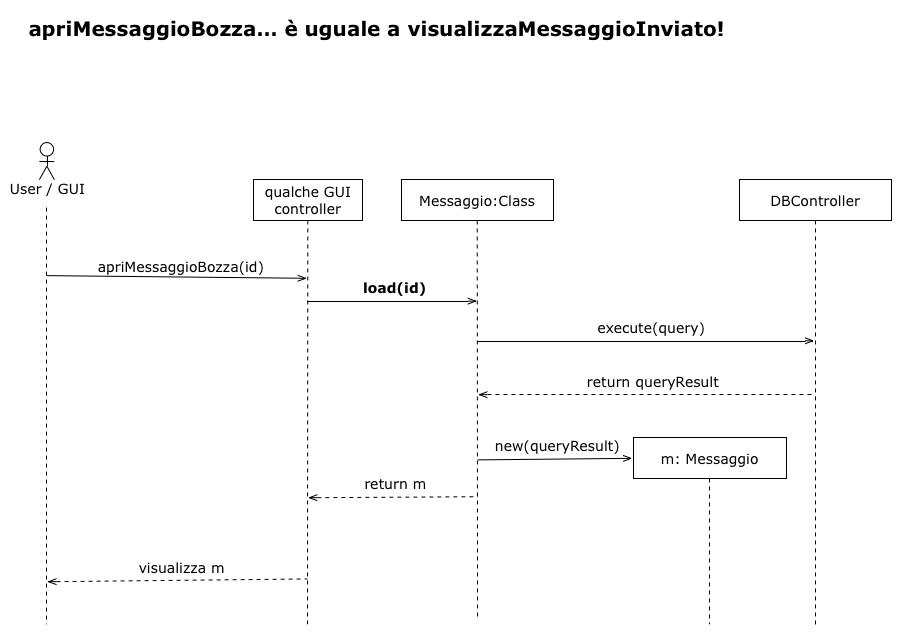 apriMessaggioBozza... è uguale a visualizzaMessaggioInviato!
User / GUI
qualche GUI
controller
Messaggio:Class
DBController
apriMessaggioBozza(id)
load(id)
execute(query)
return queryResult
new(queryResult)
m: Messaggio
return m
visualizza m